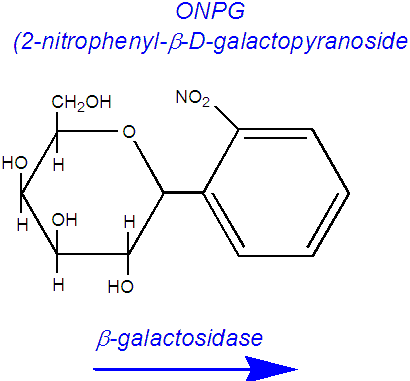 ONPG
(2-nitrophenyl-β-D-galactopyranoside
CH₂OH
NO₂
O
H
HO
H
OH
H
H
HO
β-galactosidase